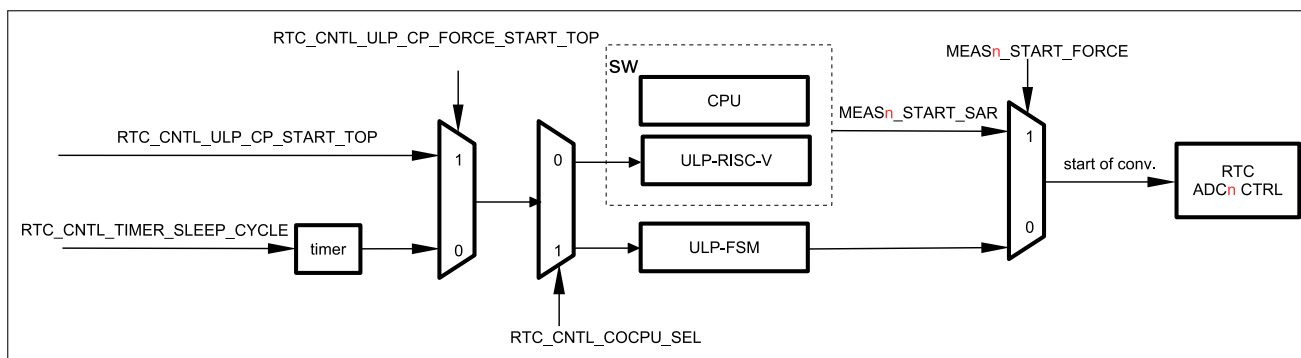 RTC_CNTL_ULP_CP_FORCE_START_TOP
MEASn_START_FORCE
SW
CPU
MEASn_START_SAR
RTC_CNTL_ULP_CP_START_TOP
1
0
ULP-RISC-V
1
start of conv.
RTC
ADCn CTRL
RTC_CNTL_TIMER_SLEEP_CYCLE
timer
0
1
ULP-FSM
0
RTC_CNTL_COCPU_SEL